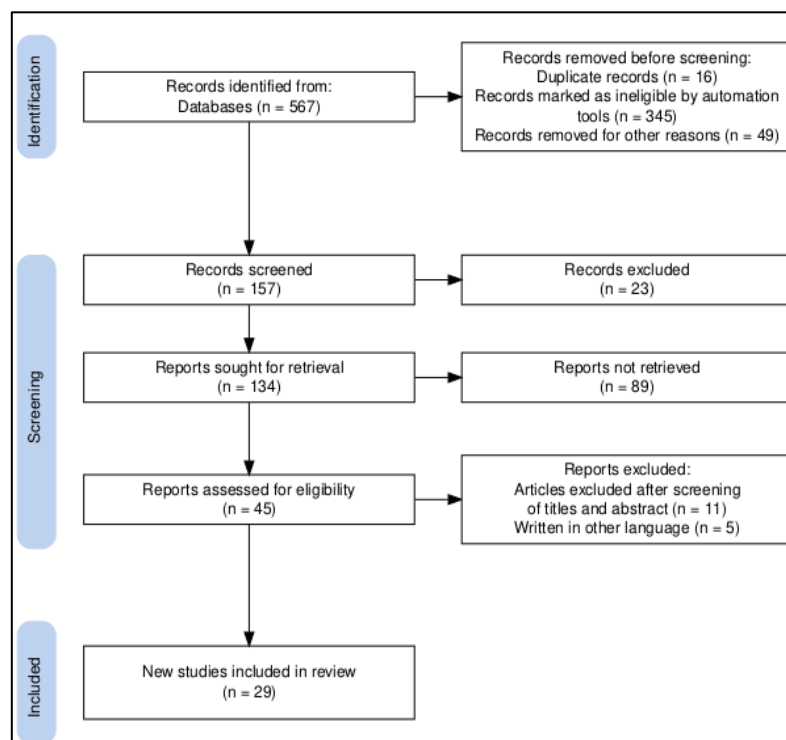 Identification
Records identified from:
Databases (n = 567)
Records removed before screening:
Duplicate records (n = 16)
Records marked as ineligible by automation
tools (n = 345)
Records removed for other reasons (n = 49)
Screening
Records screened
(n = 157)
Records excluded
(n = 23)
Reports sought for retrieval
(n = 134)
Reports not retrieved
(n = 89)
Reports assessed for eligibility
(n = 45)
Reports excluded:
Articles excluded after screening
of titles and abstract (n = 11)
Written in other language (n = 5)
Included
New studies included in review
(n = 29)